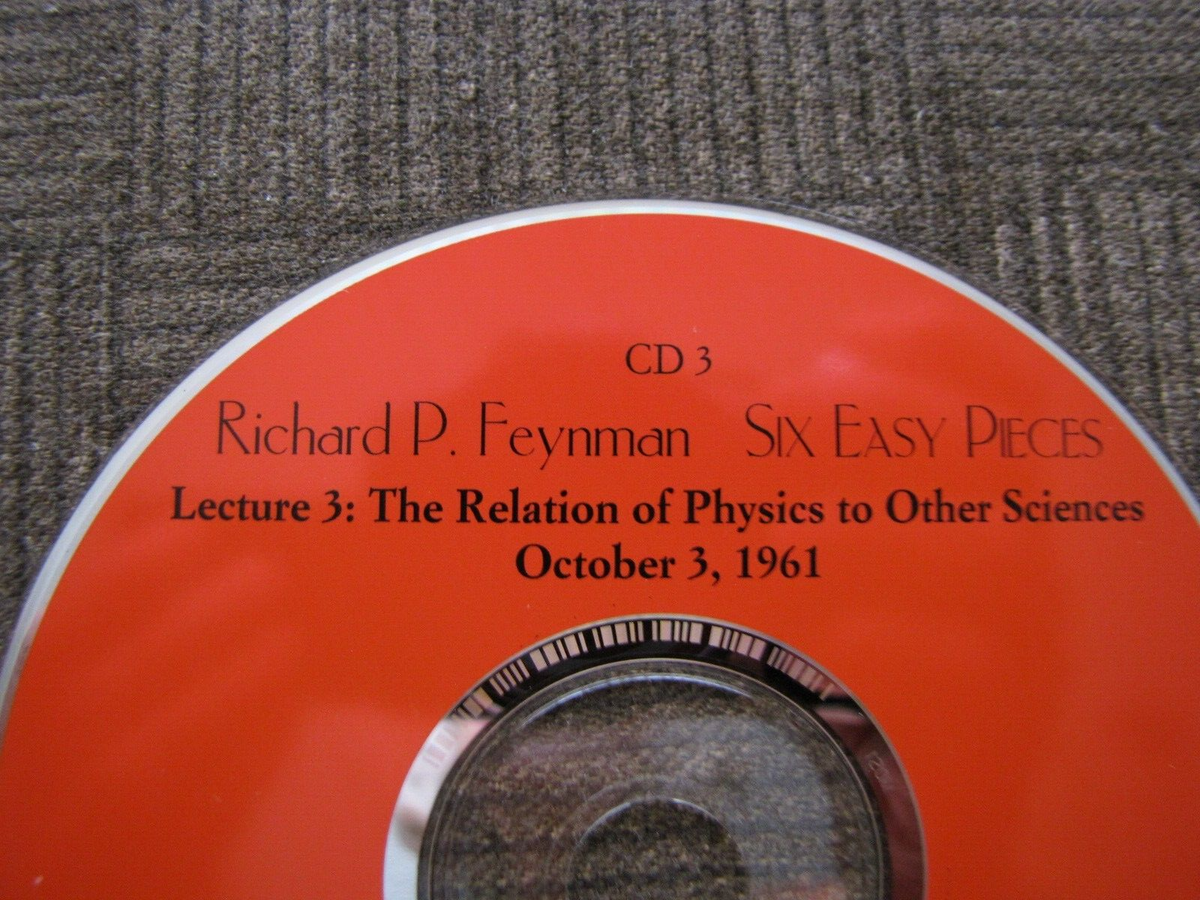 CD 3
Richard P. Feynman SIX EASY PIECES
Lecture 3: The Relation of Physics to Other Sciences
October 3, 1961